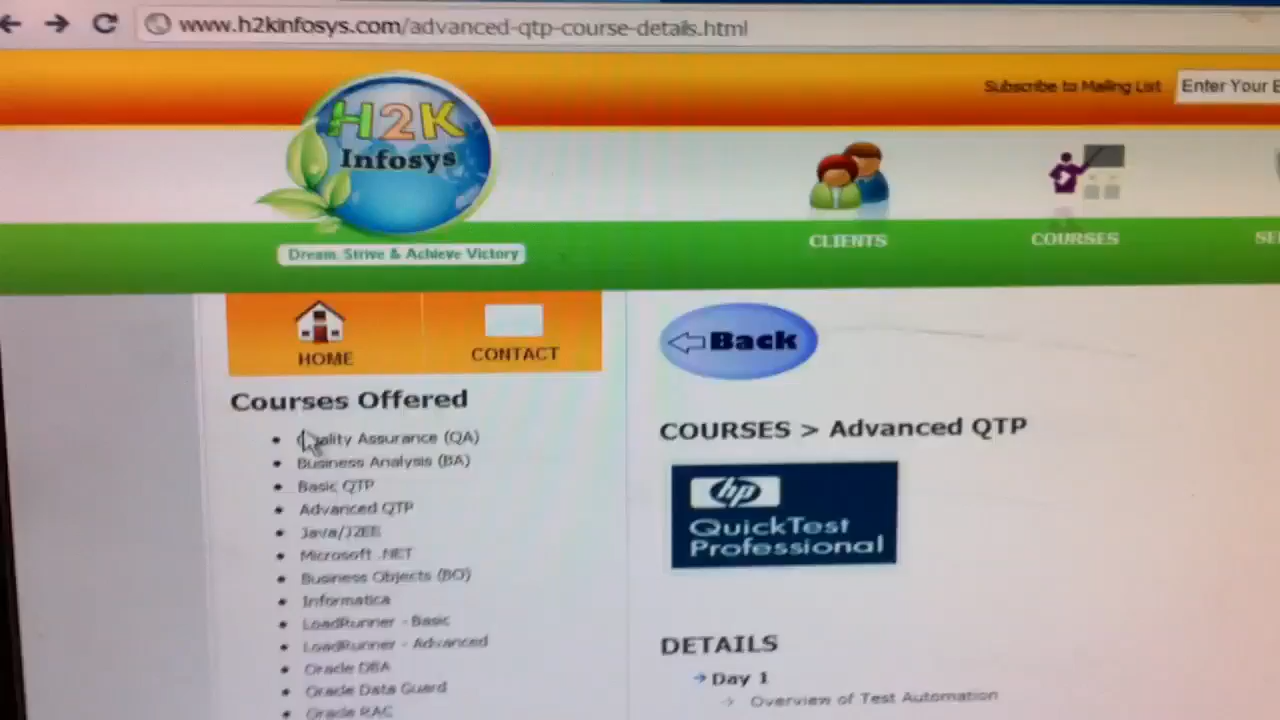 www.h2kinfosys.com/advanced-qtp-course-details.html
Subscribe to Mailing List
Enter Your E
H2K
Infosys
Dream, Strive & Achieve Victory
CLIENTS
COURSES
HOME
CONTACT
Back
Courses Offered
Quality Assurance (QA)
Business Analysis (BA)
Basic QTP
Advanced QTP
Java/J2EE
Microsoft .NET
Business Objects (BO)
Informatica
LoadRunner - Basic
LoadRunner - Advanced
Oracle DBA
Oracle Data Guard
Oracle RAC
COURSES > Advanced QTP
hp
QuickTest
Professional
DETAILS
Day 1
Overview of Test Automation